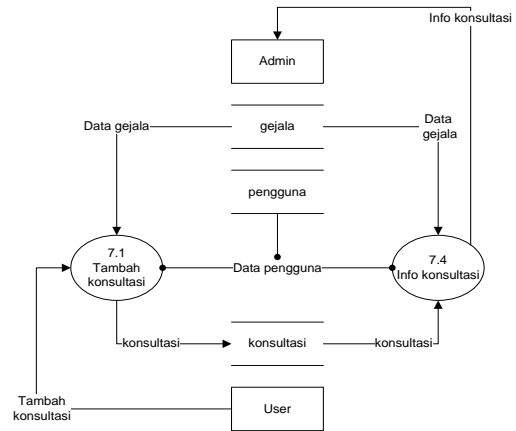 Info konsultasi
Admin
Data gejala
gejala
Data
gejala
pengguna
7.1
Tambah
konsultasi
Data pengguna
7.4
Info konsultasi
konsultasi
konsultasi
konsultasi
Tambah
konsultasi
User